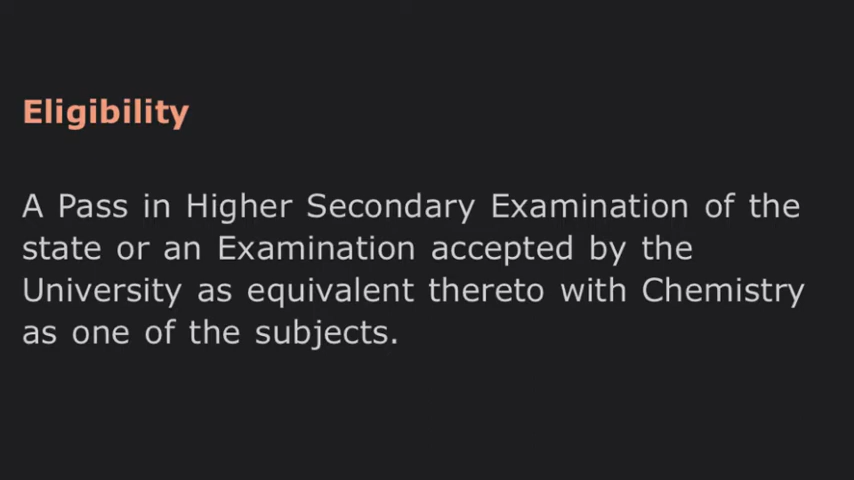 Eligibility
A Pass in Higher Secondary Examination of the
state or an Examination accepted by the
University as equivalent thereto with Chemistry
as one of the subjects.